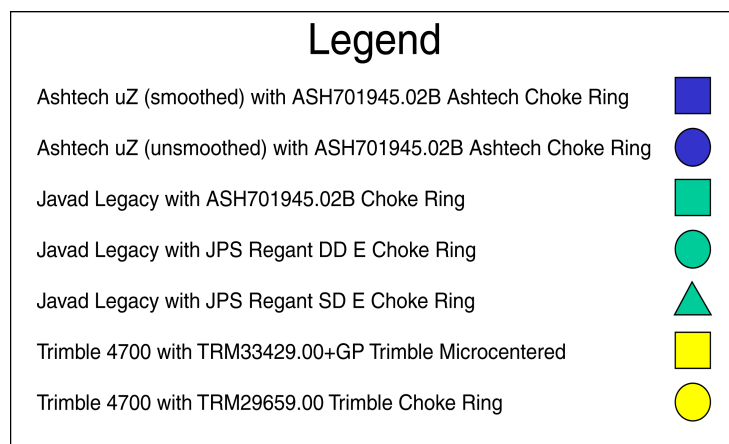 Legend
Ashtech uZ (smoothed) with ASH701945.02B Ashtech Choke Ring
Ashtech uZ (unsmoothed) with ASH701945.02B Ashtech Choke Ring
Javad Legacy with ASH701945.02B Choke Ring
Javad Legacy with JPS Regant DD E Choke Ring
Javad Legacy with JPS Regant SD E Choke Ring
Trimble 4700 with TRM33429.00+GP Trimble Microcentered
Trimble 4700 with TRM29659.00 Trimble Choke Ring